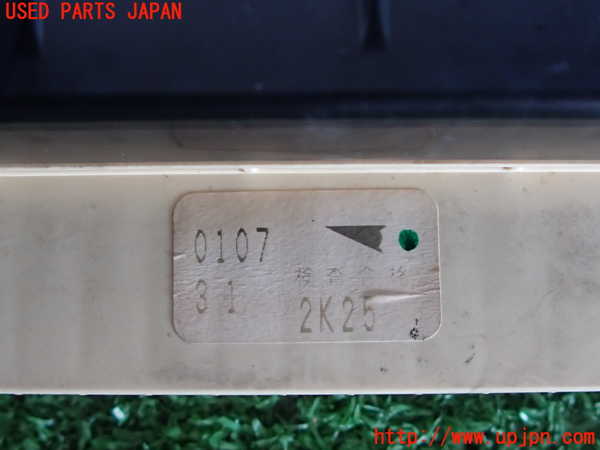 USED PARTS JAPAN
0107
検査合格
31
2K25
http://www.upjpn.com/